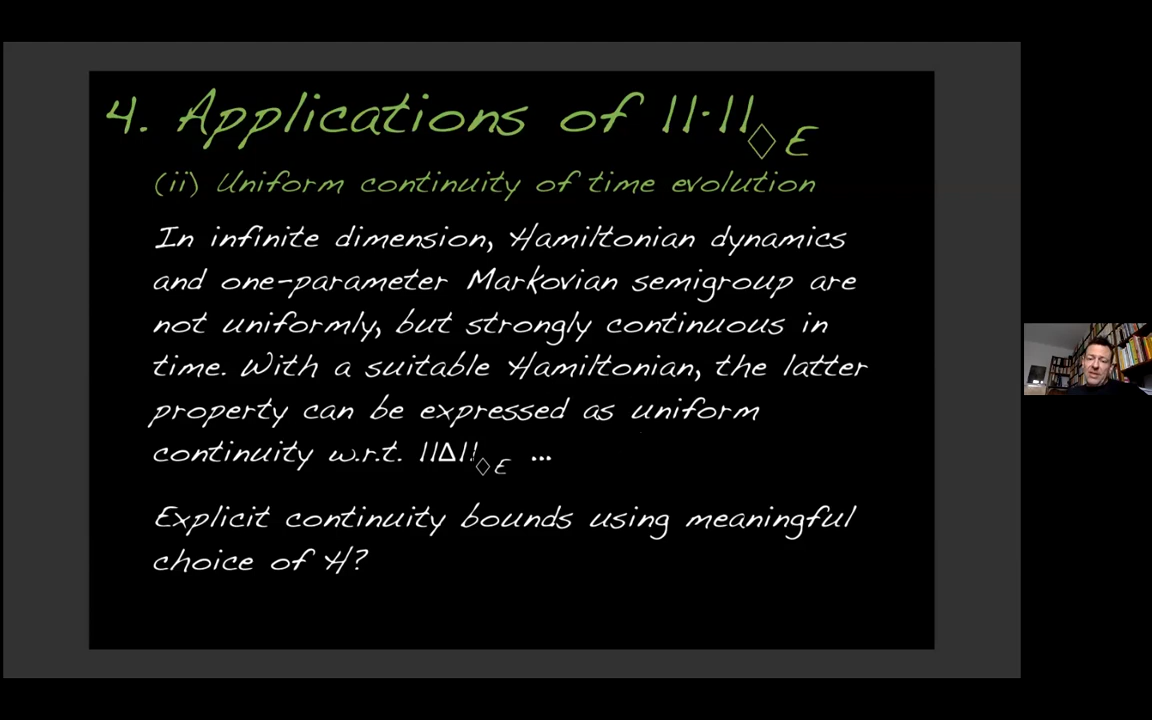 4. Applications of ||·||◇E
(ii) Uniform continuity of time evolution
In infinite dimension, Hamiltonian dynamics
and one-parameter Markovian semigroup are
not uniformly, but strongly continuous in
time. With a suitable Hamiltonian, the latter
property can be expressed as uniform
continuity w.r.t. ||Δ||◇E ...
Explicit continuity bounds using meaningful
choice of H?